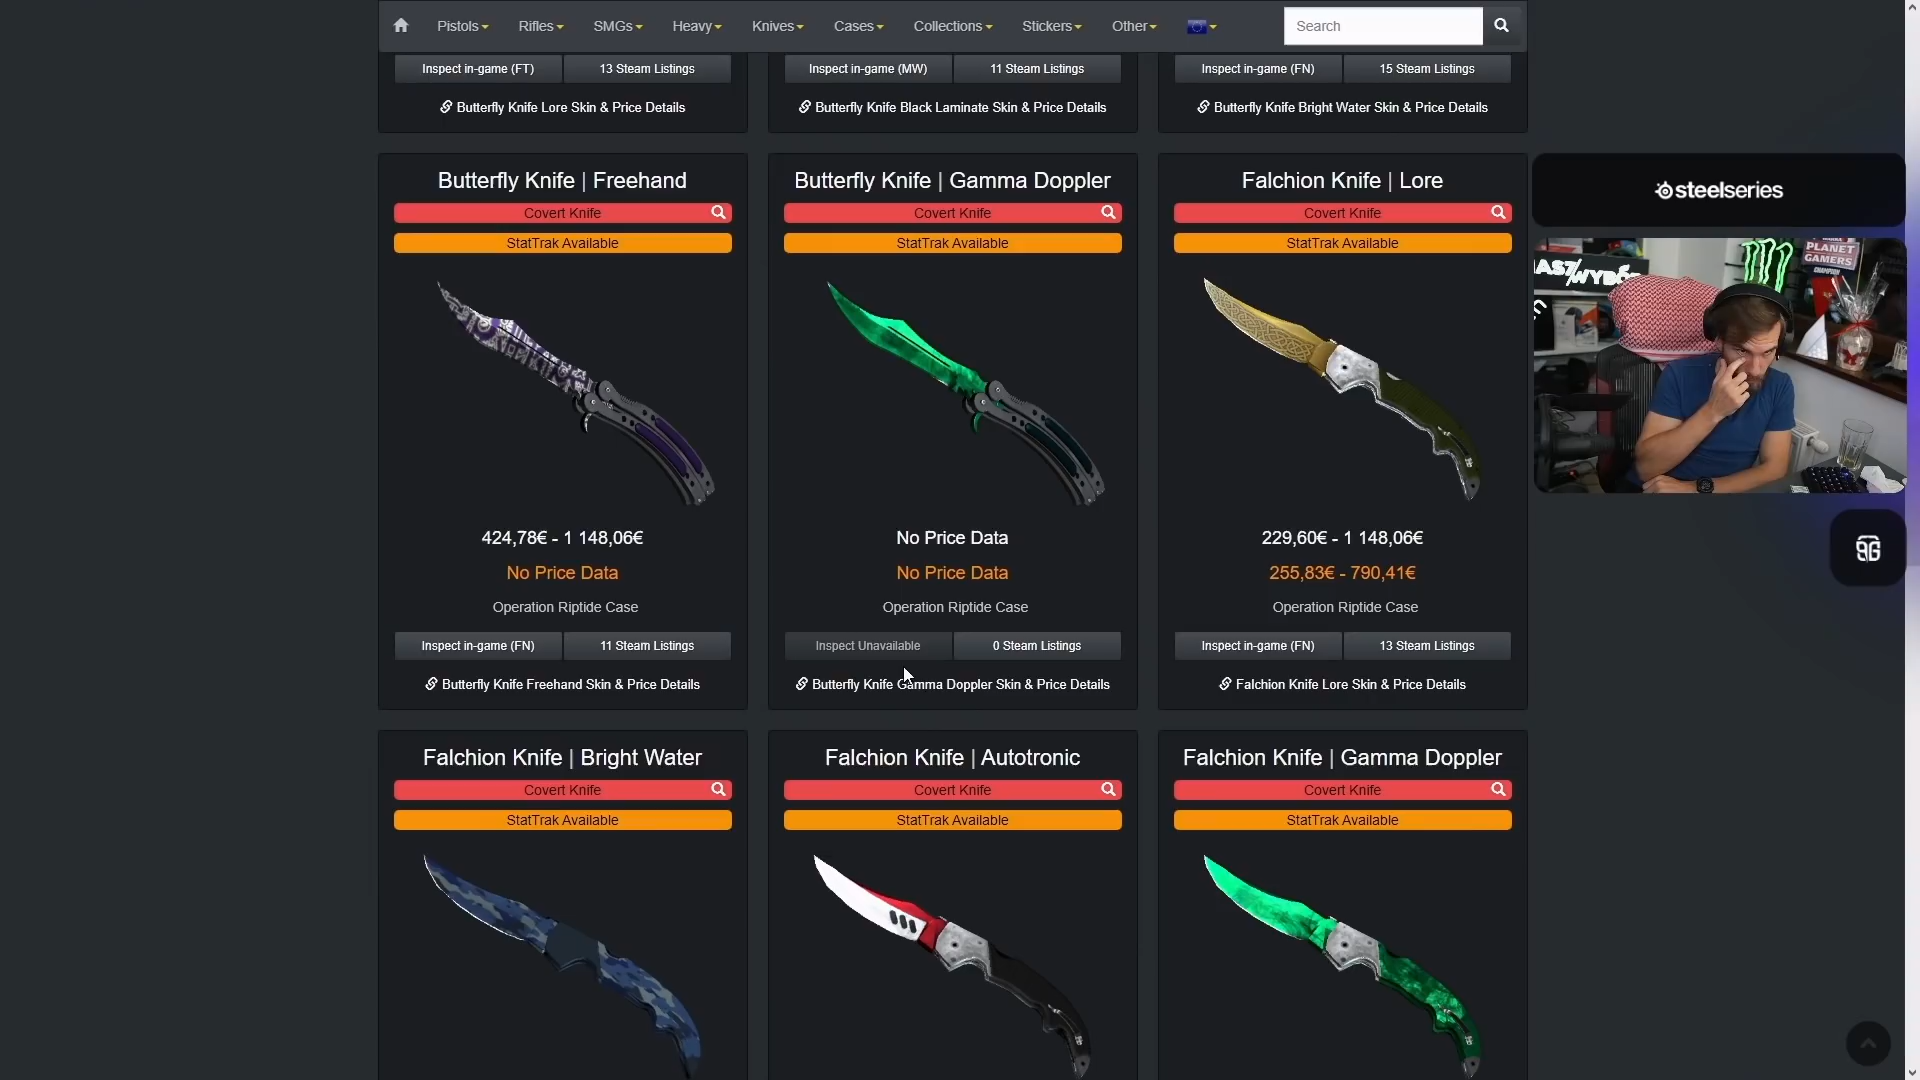 Pistols Rifles SMGs Heavy Knives Cases Collections Stickers Other Search
Inspect in-game (FT) 13 Steam Listings
Butterfly Knife Lore Skin & Price Details
Inspect in-game (MW) 11 Steam Listings
Butterfly Knife Black Laminate Skin & Price Details
Inspect in-game (FN) 15 Steam Listings
Butterfly Knife Bright Water Skin & Price Details
Butterfly Knife | Freehand
Covert Knife
StatTrak Available
424,78€ - 1 148,06€
No Price Data
Operation Riptide Case
Inspect in-game (FN) 11 Steam Listings
Butterfly Knife Freehand Skin & Price Details
Butterfly Knife | Gamma Doppler
Covert Knife
StatTrak Available
No Price Data
No Price Data
Operation Riptide Case
Inspect Unavailable 0 Steam Listings
Butterfly Knife Gamma Doppler Skin & Price Details
Falchion Knife | Lore
Covert Knife
StatTrak Available
229,60€ - 1 148,06€
255,83€ - 790,41€
Operation Riptide Case
Inspect in-game (FN) 13 Steam Listings
Falchion Knife Lore Skin & Price Details
steelseries
PLANET
GAMERS
Falchion Knife | Bright Water
Covert Knife
StatTrak Available
Falchion Knife | Autotronic
Covert Knife
StatTrak Available
Falchion Knife | Gamma Doppler
Covert Knife
StatTrak Available